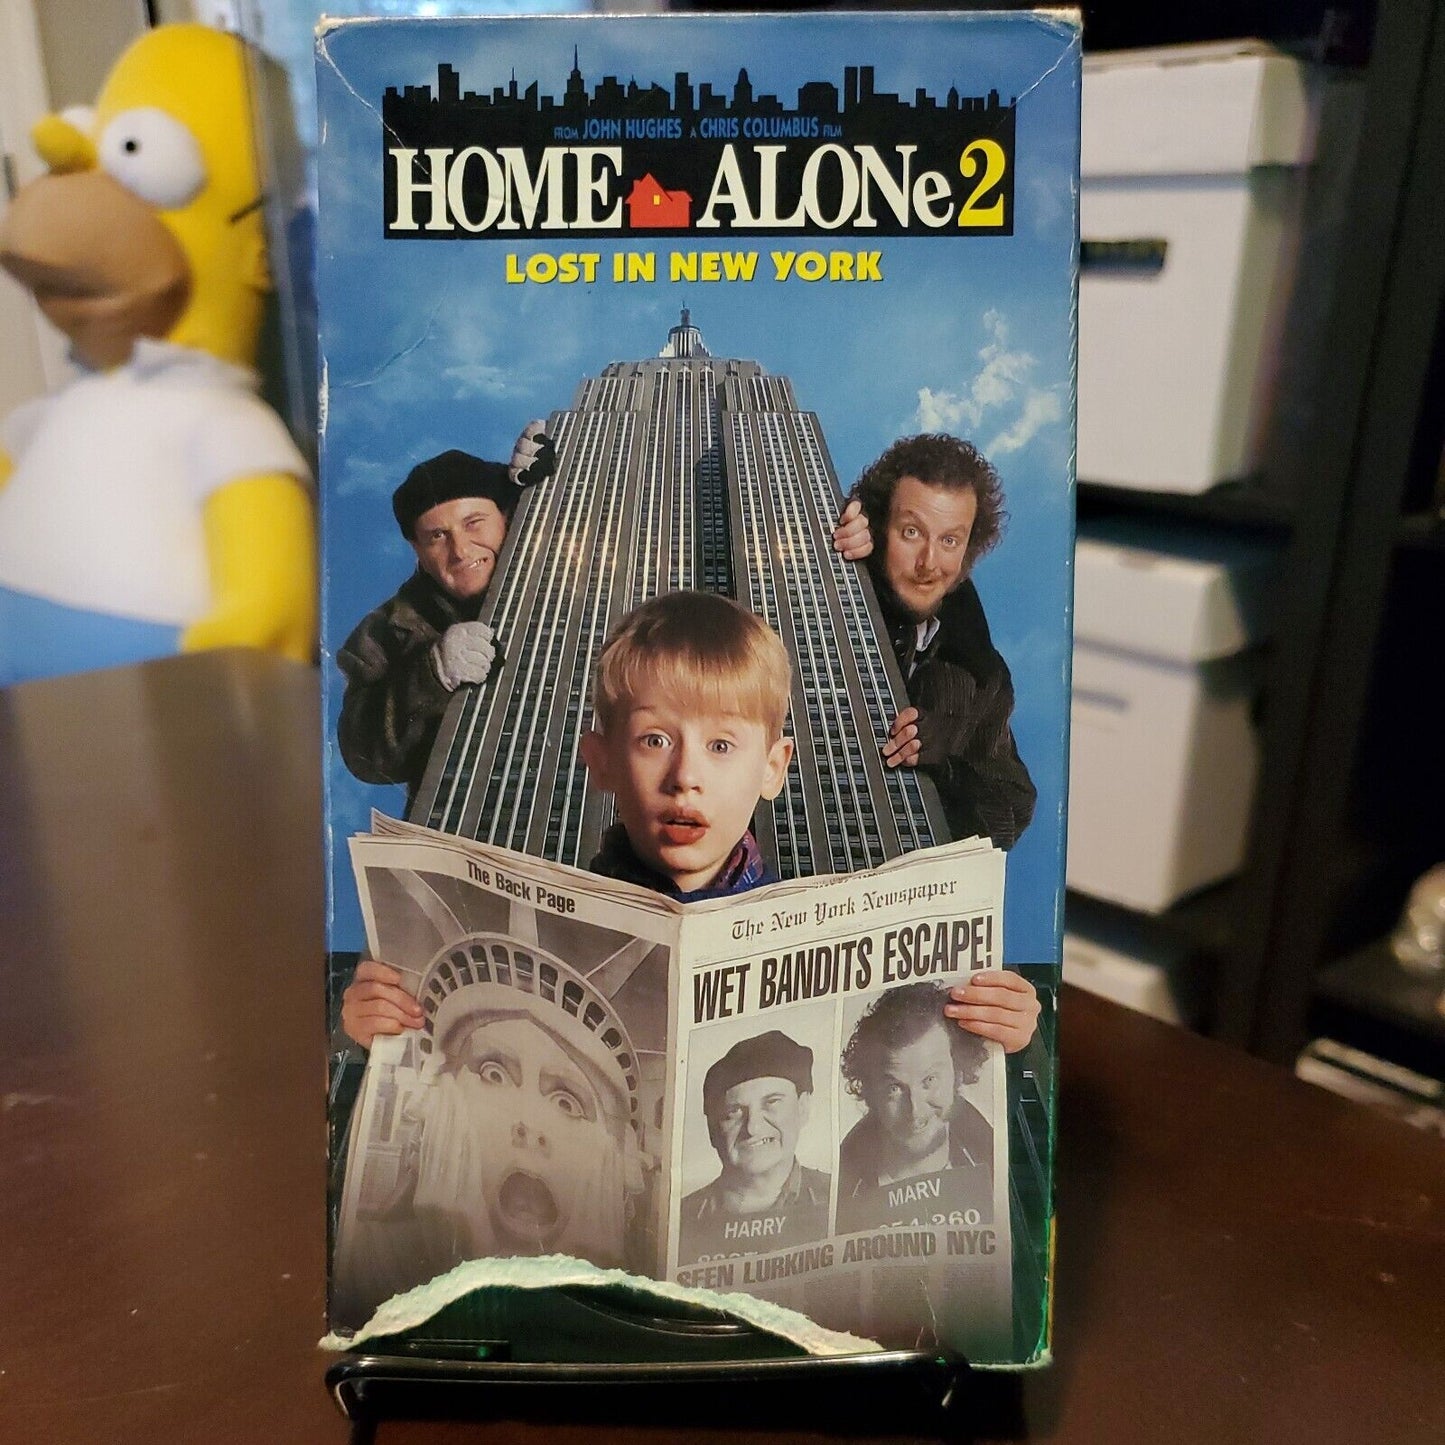 FROM JOHN HUGHES A CHRIS COLUMBUS FILM
HOME ALONe 2
LOST IN NEW YORK
The Back Page
The New York Newspaper
WET BANDITS ESCAPE!
HARRY
MARV
260
SEEN LURKING AROUND NYC